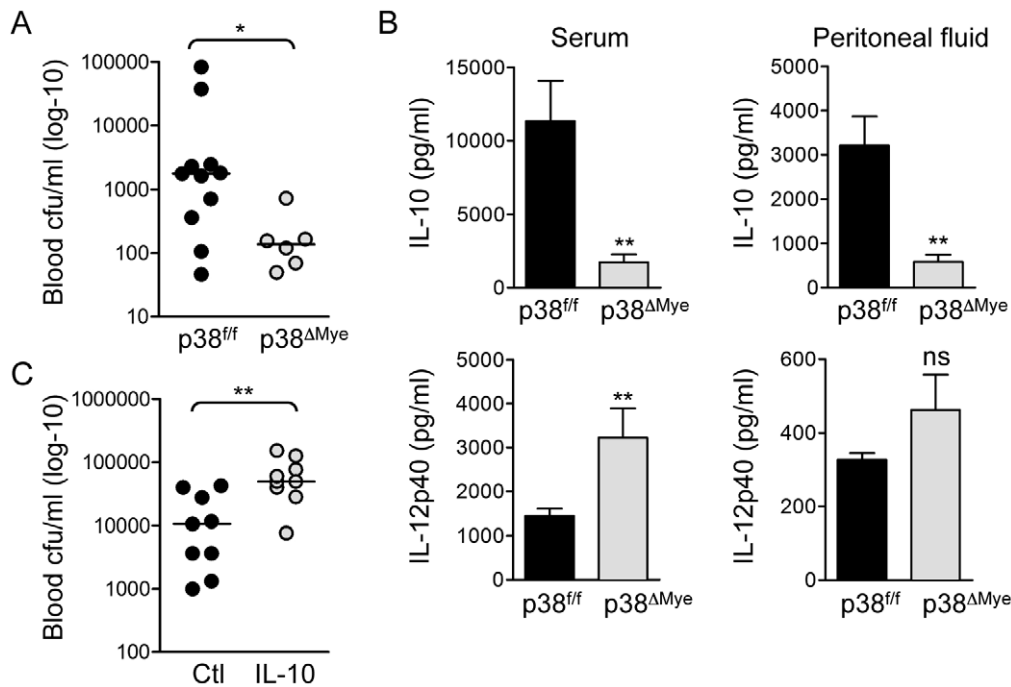 A
*
Blood cfu/ml (log-10)
100000
10000
1000
100
10
p38f/f
p38ΔMye
B
Serum
IL-10 (pg/ml)
15000
10000
5000
0
**
p38f/f
p38ΔMye
Peritoneal fluid
IL-10 (pg/ml)
5000
4000
3000
2000
1000
0
**
p38f/f
p38ΔMye
IL-12p40 (pg/ml)
5000
4000
3000
2000
1000
0
**
p38f/f
p38ΔMye
IL-12p40 (pg/ml)
600
400
200
0
ns
p38f/f
p38ΔMye
C
**
Blood cfu/ml (log-10)
1000000
100000
10000
1000
100
Ctl
IL-10